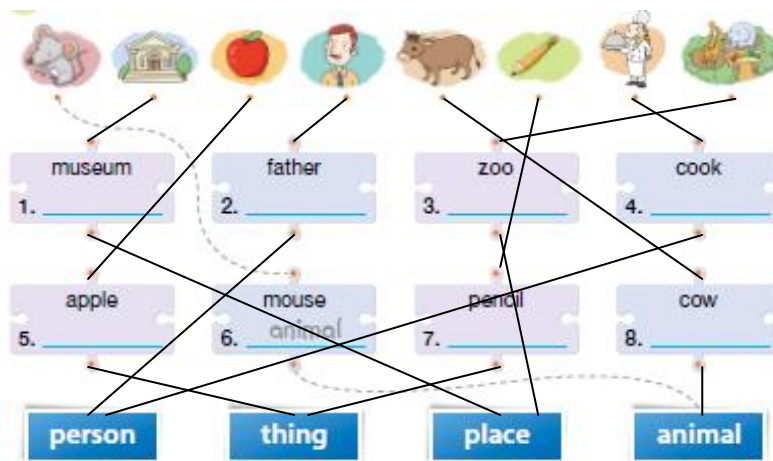 museum father zoo cook
1. 2. 3. 4.
apple mouse pencil cow
5. 6. animal 7. 8.
person thing place animal